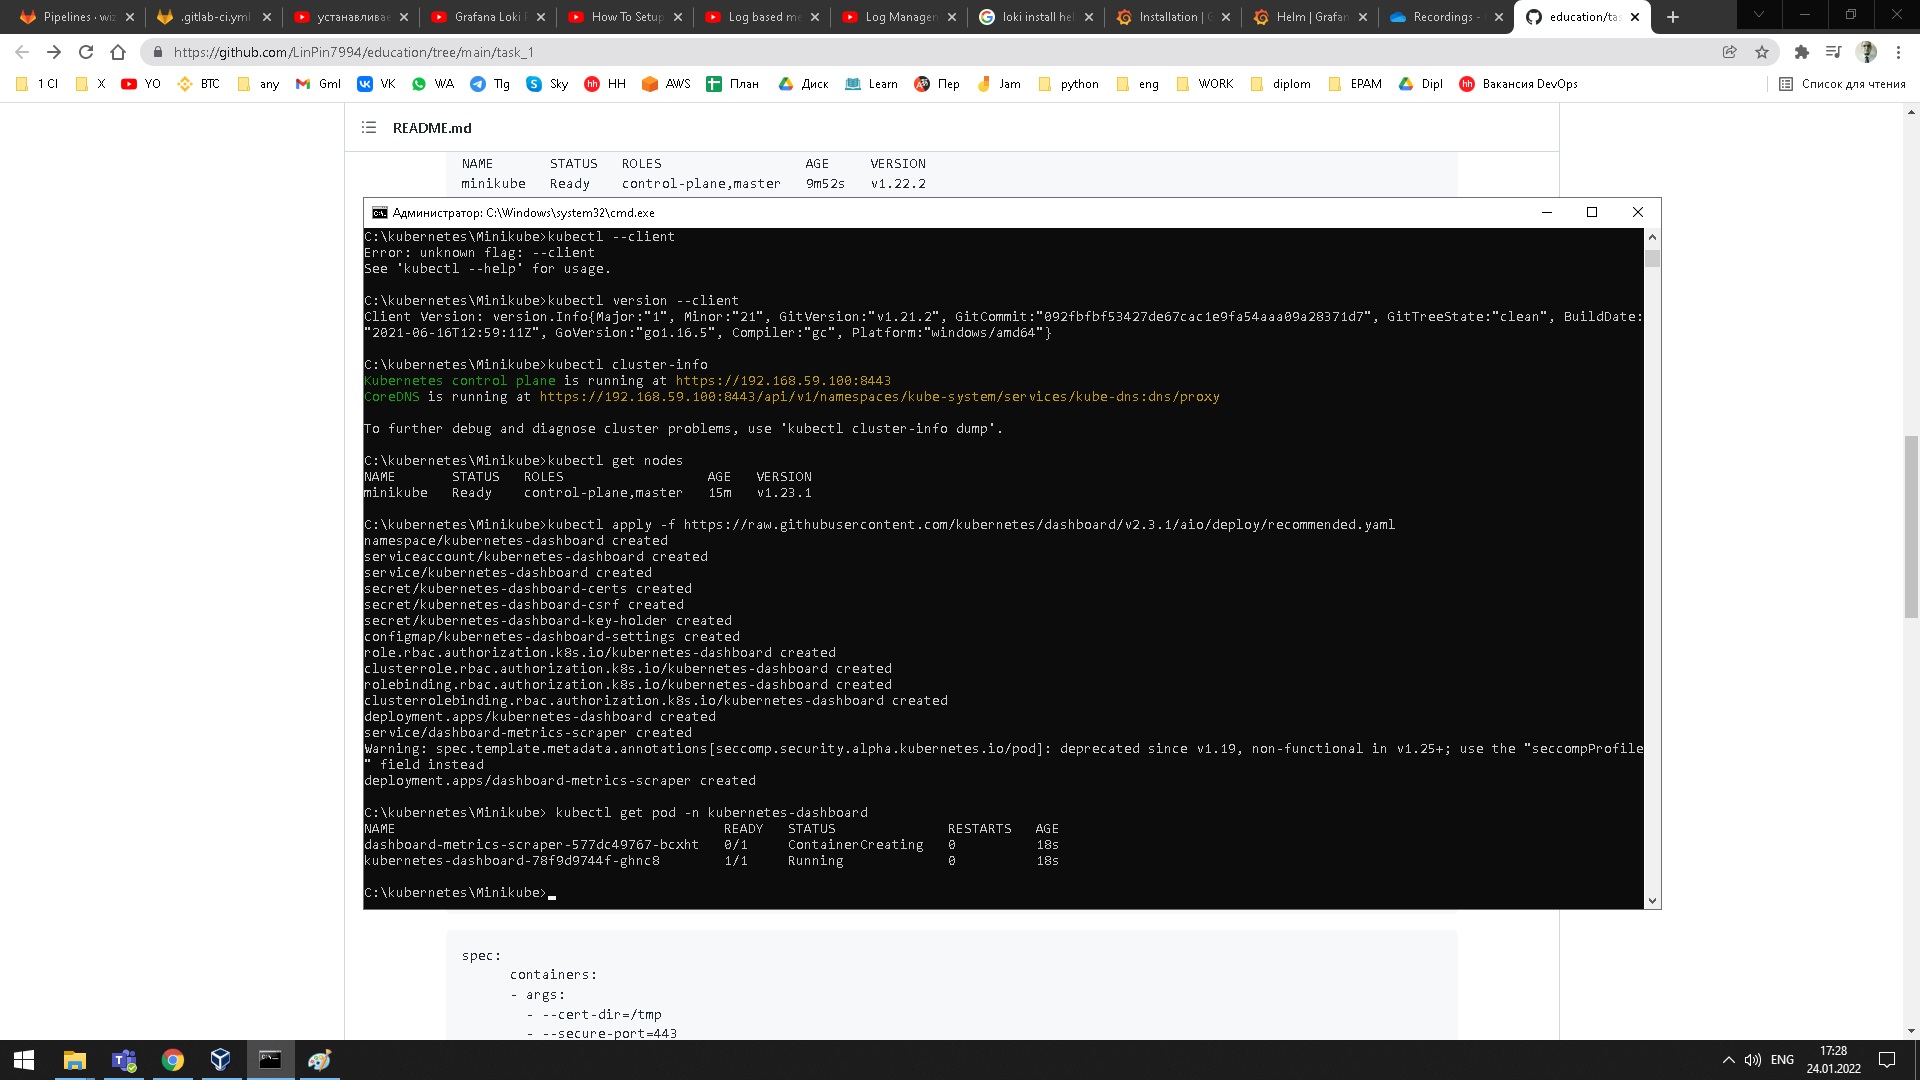 Pipelines · wiz
.gitlab-ci.yml
устанавливае
Grafana Loki
How To Setup
Log based me
Log Managem
loki install hel
Installation | G
Helm | Grafan
Recordings -
education/ta
https://github.com/LinPin7994/education/tree/main/task_1
1 CI
X
YO
BTC
any
Gml
VK
WA
Tlg
Sky
HH
AWS
План
Диск
Learn
Пер
Jam
python
eng
WORK
diplom
EPAM
Dipl
Вакансия DevOps
Список для чтения
README.md
NAME STATUS ROLES AGE VERSION
minikube Ready control-plane,master 9m52s v1.22.2
Администратор: C:\Windows\system32\cmd.exe
C:\kubernetes\Minikube>kubectl --client
Error: unknown flag: --client
See 'kubectl --help' for usage.
C:\kubernetes\Minikube>kubectl version --client
Client Version: version.Info{Major:"1", Minor:"21", GitVersion:"v1.21.2", GitCommit:"092fbfbf53427de67cac1e9fa54aaa09a28371d7", GitTreeState:"clean", BuildDate:
"2021-06-16T12:59:11Z", GoVersion:"go1.16.5", Compiler:"gc", Platform:"windows/amd64"}
C:\kubernetes\Minikube>kubectl cluster-info
Kubernetes control plane is running at https://192.168.59.100:8443
CoreDNS is running at https://192.168.59.100:8443/api/v1/namespaces/kube-system/services/kube-dns:dns/proxy
To further debug and diagnose cluster problems, use 'kubectl cluster-info dump'.
C:\kubernetes\Minikube>kubectl get nodes
NAME STATUS ROLES AGE VERSION
minikube Ready control-plane,master 15m v1.23.1
C:\kubernetes\Minikube>kubectl apply -f https://raw.githubusercontent.com/kubernetes/dashboard/v2.3.1/aio/deploy/recommended.yaml
namespace/kubernetes-dashboard created
serviceaccount/kubernetes-dashboard created
service/kubernetes-dashboard created
secret/kubernetes-dashboard-certs created
secret/kubernetes-dashboard-csrf created
secret/kubernetes-dashboard-key-holder created
configmap/kubernetes-dashboard-settings created
role.rbac.authorization.k8s.io/kubernetes-dashboard created
clusterrole.rbac.authorization.k8s.io/kubernetes-dashboard created
rolebinding.rbac.authorization.k8s.io/kubernetes-dashboard created
clusterrolebinding.rbac.authorization.k8s.io/kubernetes-dashboard created
deployment.apps/kubernetes-dashboard created
service/dashboard-metrics-scraper created
Warning: spec.template.metadata.annotations[seccomp.security.alpha.kubernetes.io/pod]: deprecated since v1.19, non-functional in v1.25+; use the "seccompProfile
" field instead
deployment.apps/dashboard-metrics-scraper created
C:\kubernetes\Minikube> kubectl get pod -n kubernetes-dashboard
NAME READY STATUS RESTARTS AGE
dashboard-metrics-scraper-577dc49767-bcxht 0/1 ContainerCreating 0 18s
kubernetes-dashboard-78f9d9744f-ghnc8 1/1 Running 0 18s
C:\kubernetes\Minikube>
spec:
containers:
- args:
- --cert-dir=/tmp
- --secure-port=443
ENG
17:28
24.01.2022